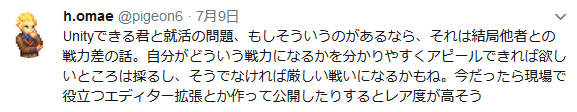 h.omae @pigeon6・7月9日
Unityできる君と就活の問題、もしそういうのがあるなら、それは結局他者との
戦力差の話。自分がどういう戦力になるかを分かりやすくアピールできれば欲し
いところは採るし、そうでなければ厳しい戦いになるかもね。今だったら現場で
役立つエディター拡張とか作って公開したりするとレア度が高そう